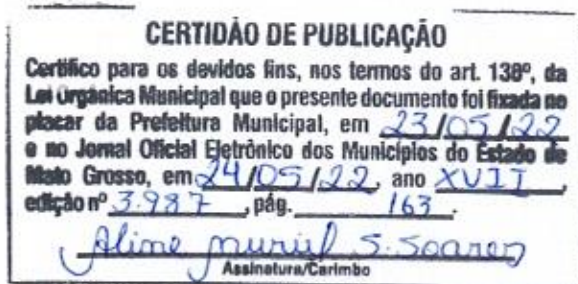 CERTIDÃO DE PUBLICAÇÃO
Certifico para os devidos fins, nos termos do art. 138º, da
Lei Orgânica Municipal que o presente documento foi fixada no
placar da Prefeitura Municipal, em 23/05/22
e no Jornal Oficial Eletrônico dos Municípios do Estado de
Mato Grosso, em 24/05/22, ano XVII,
edição nº 3.987, pág. 163.
Aline muriel S. Soares
Assinatura/Carimbo